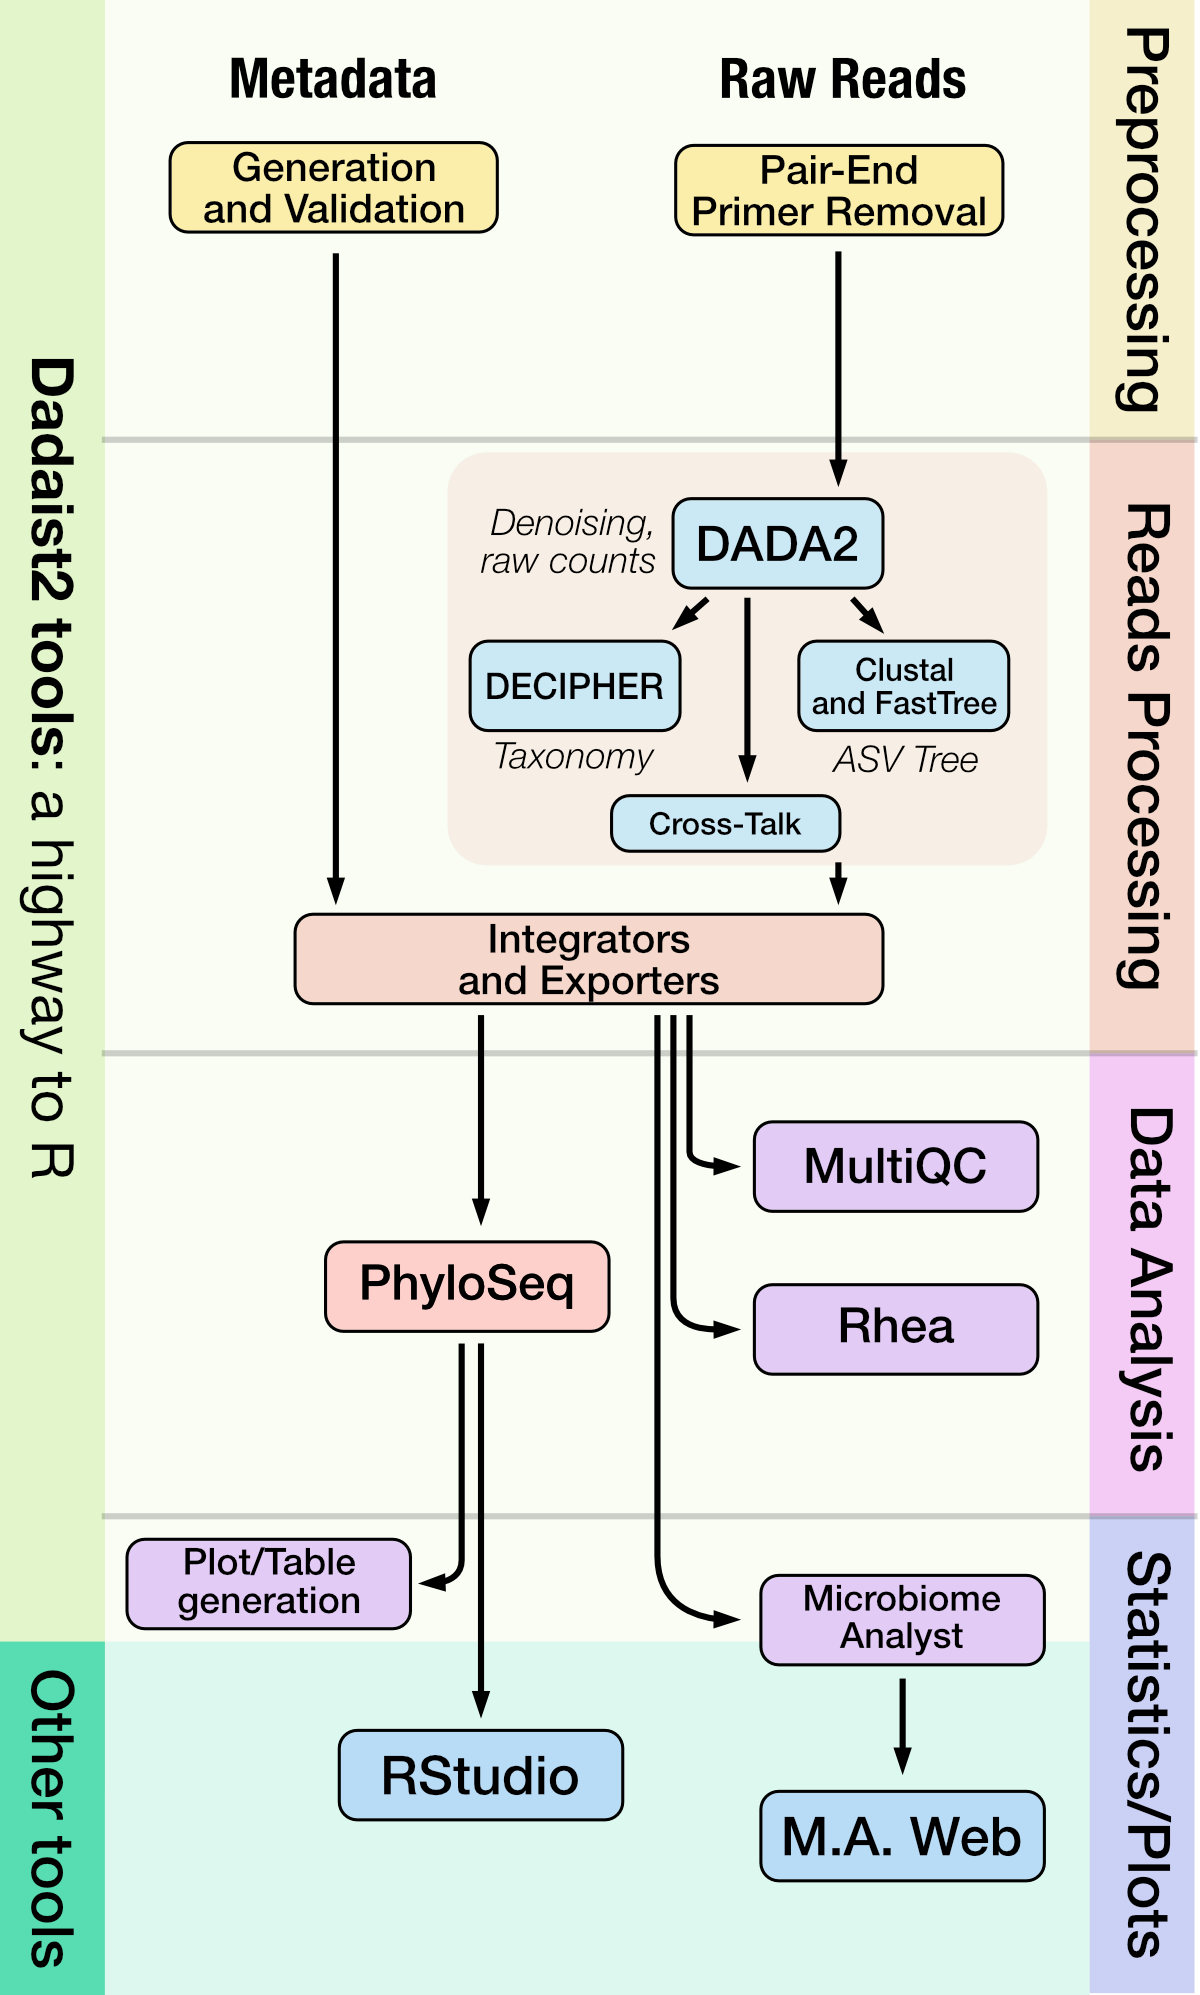 Metadata
Raw Reads
Generation
and Validation
Pair-End
Primer Removal
Preprocessing
Dadaist2 tools: a highway to R
Denoising,
raw counts
DADA2
DECIPHER
Taxonomy
Clustal
and FastTree
ASV Tree
Cross-Talk
Integrators
and Exporters
Reads Processing
MultiQC
PhyloSeq
Rhea
Data Analysis
Plot/Table
generation
Microbiome
Analyst
RStudio
M.A. Web
Statistics/Plots
Other tools